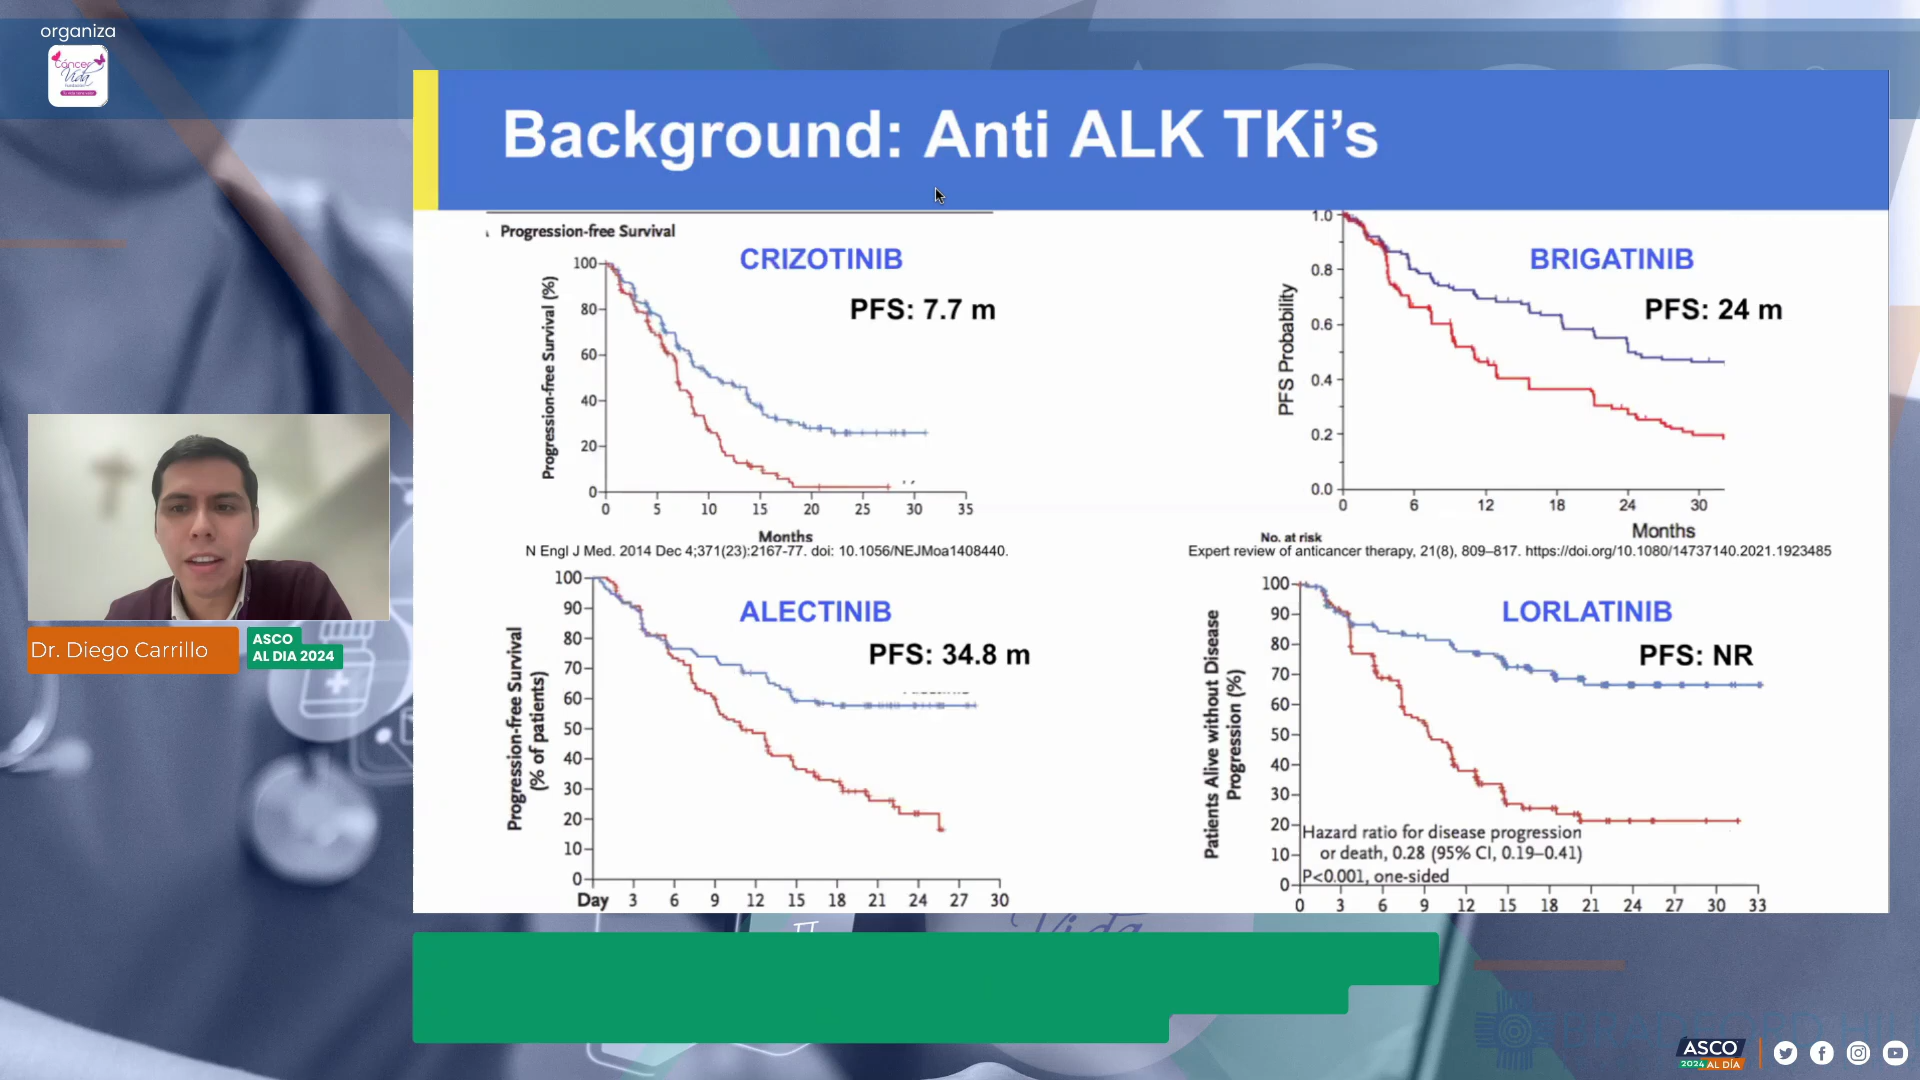 organiza
Cáncer
Vida
Background: Anti ALK TKi's
Progression-free Survival
CRIZOTINIB
PFS: 7.7 m
Progression-free Survival (%)
100
80
60
40
20
0
0 5 10 15 20 25 30 35
Months
N Engl J Med. 2014 Dec 4;371(23):2167-77. doi: 10.1056/NEJMoa1408440.
BRIGATINIB
PFS: 24 m
PFS Probability
1.0
0.8
0.6
0.4
0.2
0.0
0 6 12 18 24 30
Months
No. at risk
Expert review of anticancer therapy, 21(8), 809–817. https://doi.org/10.1080/14737140.2021.1923485
ALECTINIB
PFS: 34.8 m
Progression-free Survival
(% of patients)
100
90
80
70
60
50
40
30
20
10
0
Day 3 6 9 12 15 18 21 24 27 30
LORLATINIB
PFS: NR
Patients Alive without Disease
Progression (%)
100
90
80
70
60
50
40
30
20
10
0
Hazard ratio for disease progression
or death, 0.28 (95% CI, 0.19–0.41)
P<0.001, one-sided
0 3 6 9 12 15 18 21 24 27 30 33
Dr. Diego Carrillo
ASCO
AL DIA 2024
Vida
ASCO
2024 AL DÍA